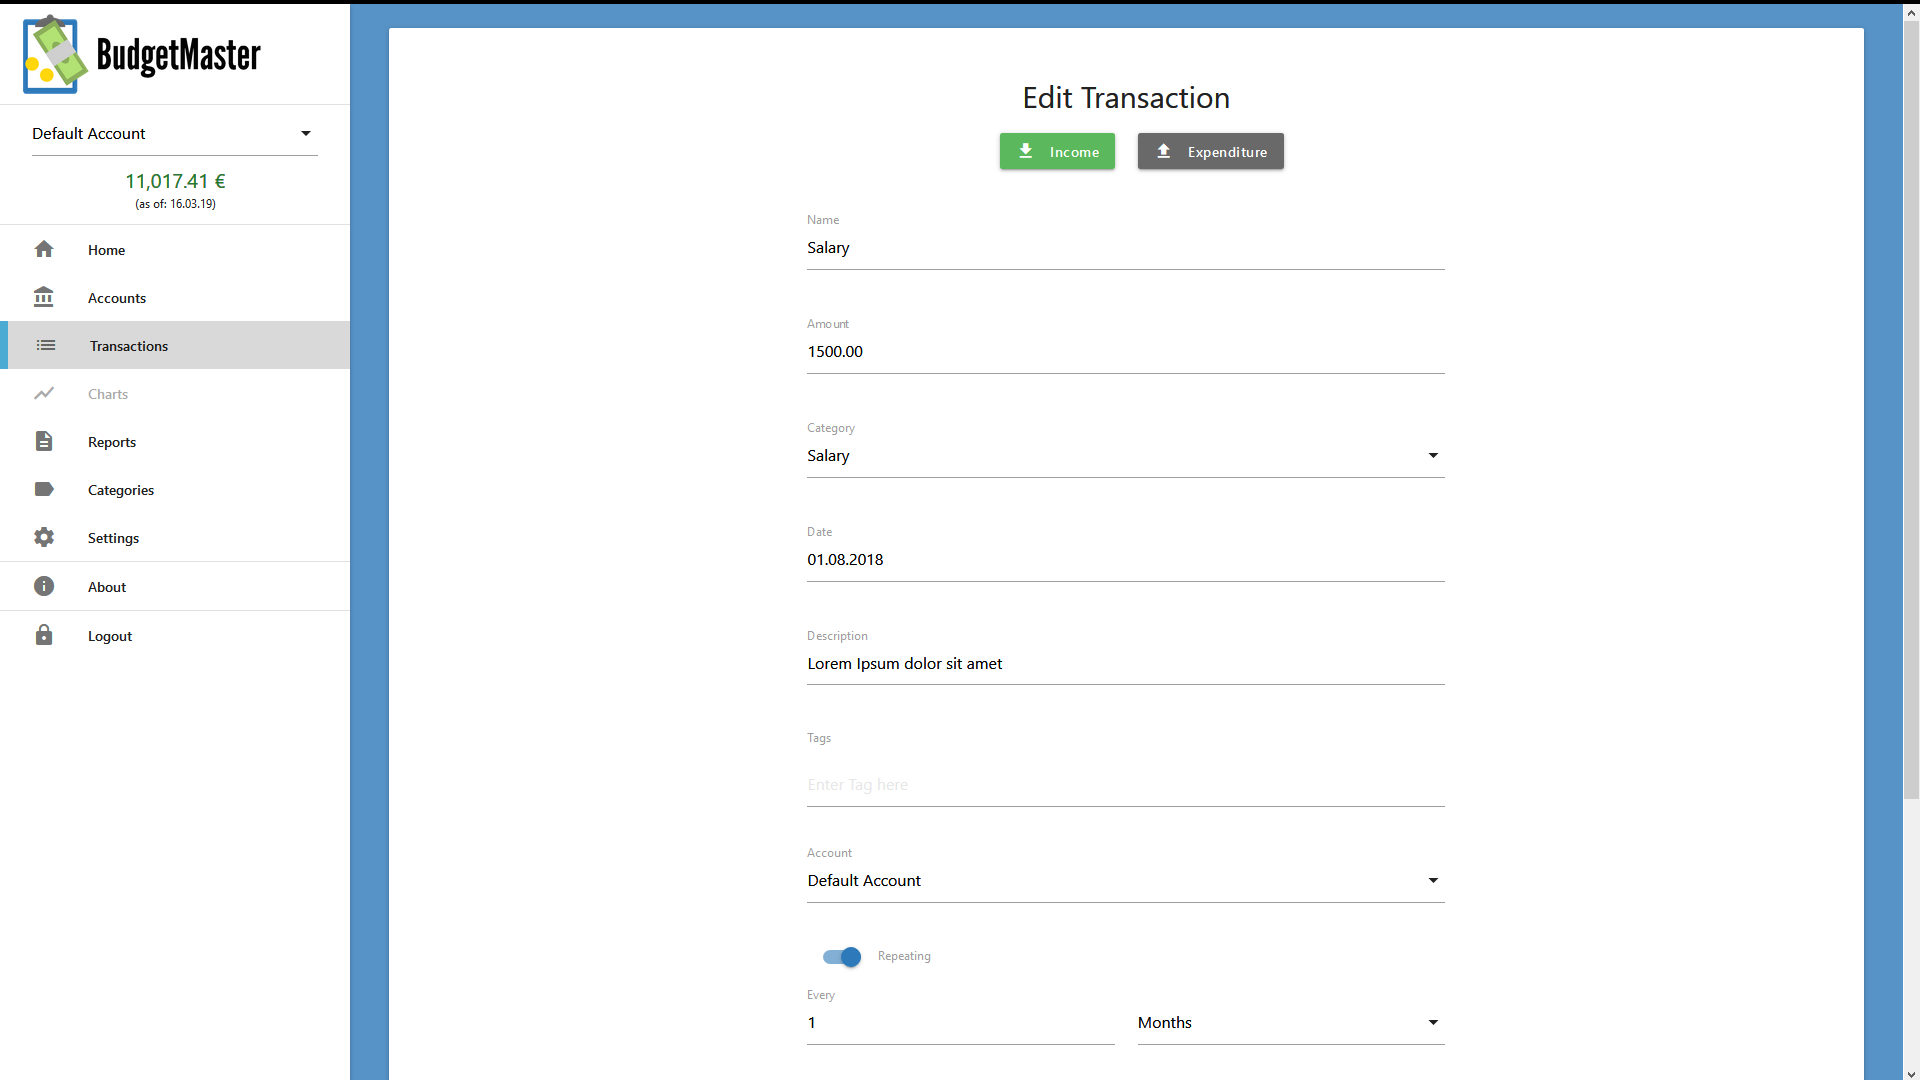 BudgetMaster
Default Account
11,017.41 €
(as of: 16.03.19)
Home
Accounts
Transactions
Charts
Reports
Categories
Settings
About
Logout
Edit Transaction
Income
Expenditure
Name
Salary
Amount
1500.00
Category
Salary
Date
01.08.2018
Description
Lorem Ipsum dolor sit amet
Tags
Enter Tag here
Account
Default Account
Repeating
Every
1
Months